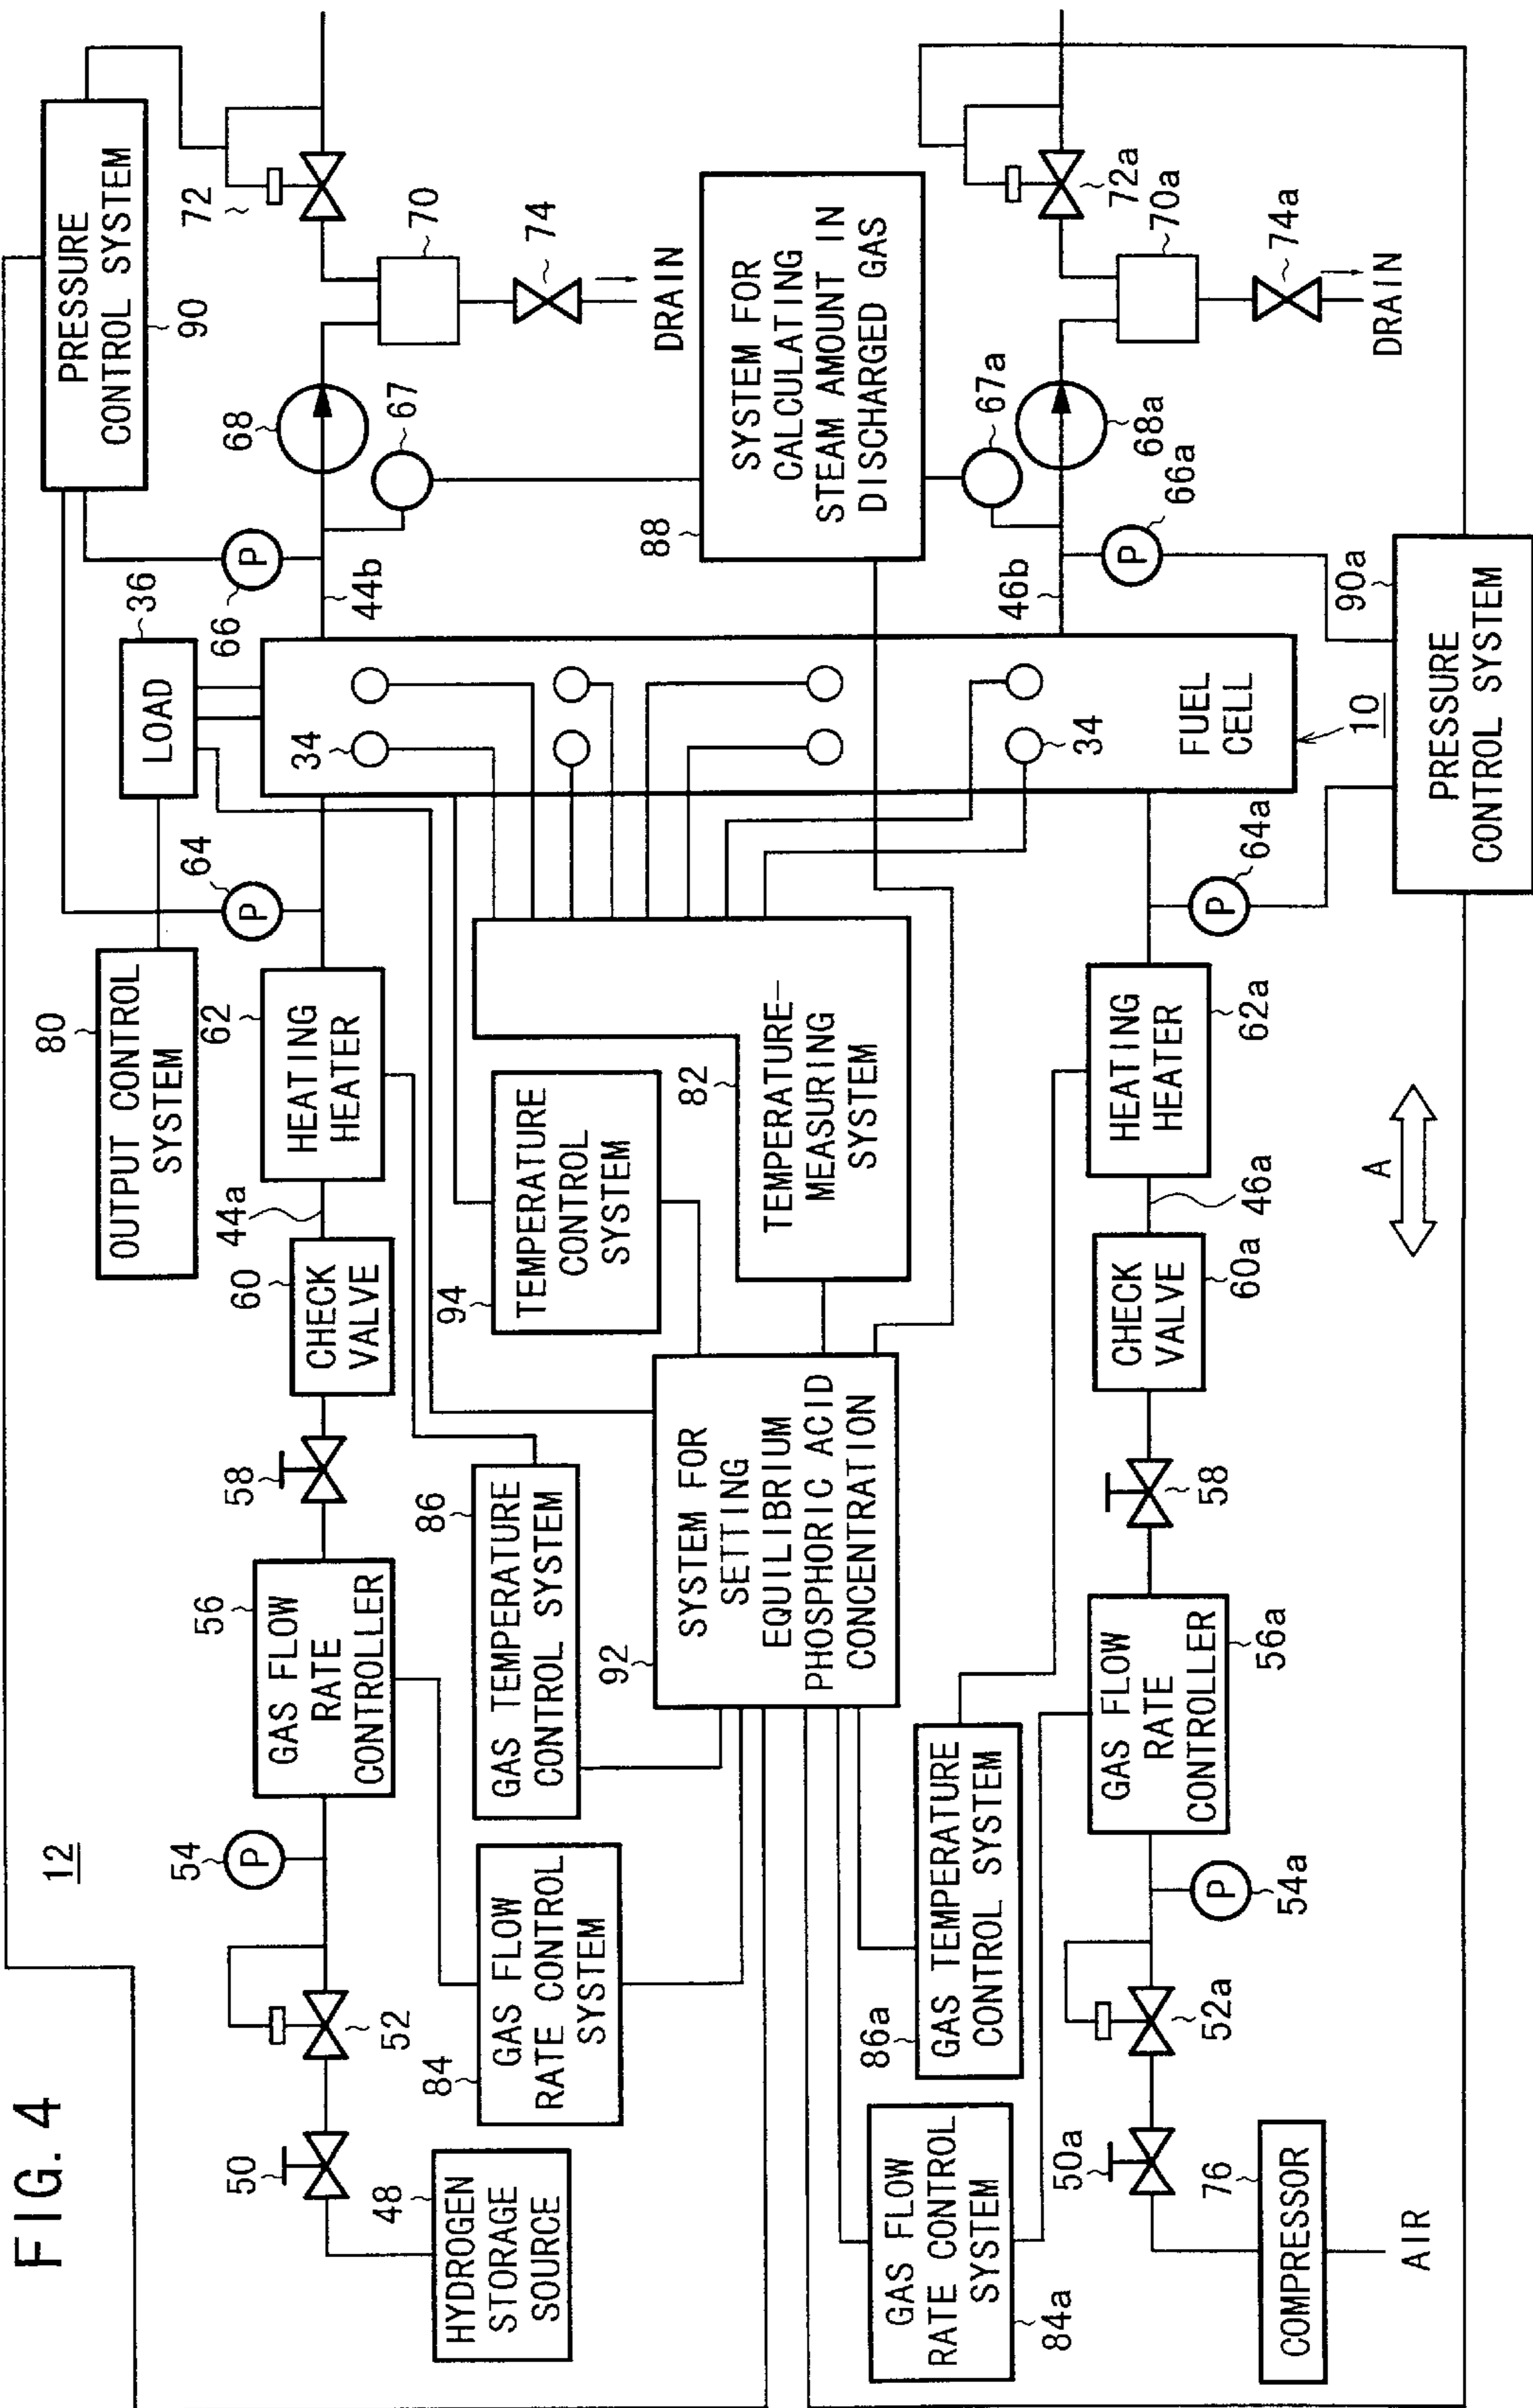 FIG. 4
12
PRESSURE
CONTROL SYSTEM
90
80
OUTPUT CONTROL
SYSTEM
LOAD
36
50
52
54
P
56
GAS FLOW
RATE
CONTROLLER
58
60
CHECK
VALVE
44a
62
HEATING
HEATER
64
P
66
P
44b
68
67
72
70
74
DRAIN
48
HYDROGEN
STORAGE
SOURCE
84
GAS FLOW
RATE CONTROL
SYSTEM
86
GAS TEMPERATURE
CONTROL SYSTEM
94
TEMPERATURE
CONTROL
SYSTEM
82
TEMPERATURE-
MEASURING
SYSTEM
34
34
FUEL
CELL
10
88
SYSTEM FOR
CALCULATING
STEAM AMOUNT IN
DISCHARGED GAS
92
SYSTEM FOR
SETTING
EQUILIBRIUM
PHOSPHORIC ACID
CONCENTRATION
84a
GAS FLOW
RATE CONTROL
SYSTEM
86a
GAS TEMPERATURE
CONTROL SYSTEM
AIR
COMPRESSOR
76
50a
52a
54a
P
56a
GAS FLOW
RATE
CONTROLLER
58
60a
CHECK
VALVE
46a
62a
HEATING
HEATER
64a
P
66a
P
46b
67a
68a
72a
70a
74a
DRAIN
A
90a
PRESSURE
CONTROL SYSTEM